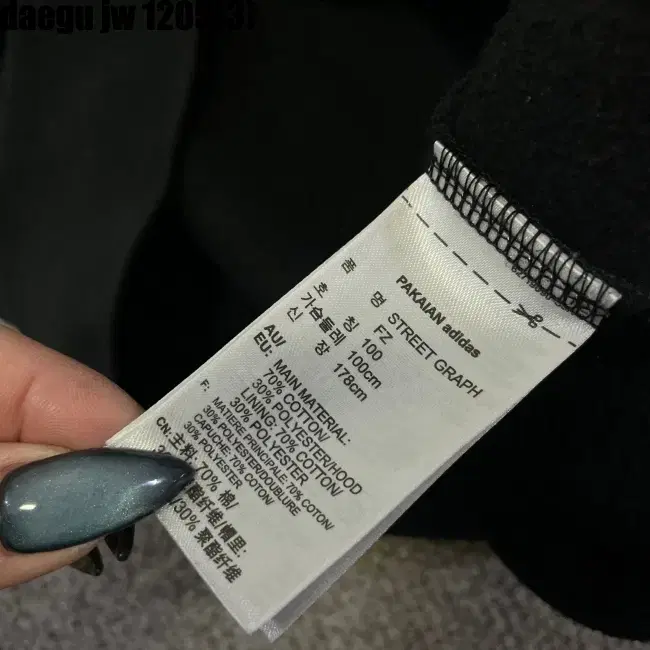 daegu jw
PAKAIAN adidas
품 명 STREET GRAPH
FZ
호 칭 100
가슴둘레 100cm
신 장 178cm
AU/
EU: MAIN MATERIAL:
70% COTTON/
30% POLYESTER/HOOD
LINING: 70% COTTON/
30% POLYESTER
F: MATIERE PRINCIPALE: 70% COTON/
30% POLYESTER/DOUBLURE
CAPUCHE: 70% COTON/
30% POLYESTER
CN: 主料: 70% 棉/
酯纤维/帽里:
30% 聚酯纤维